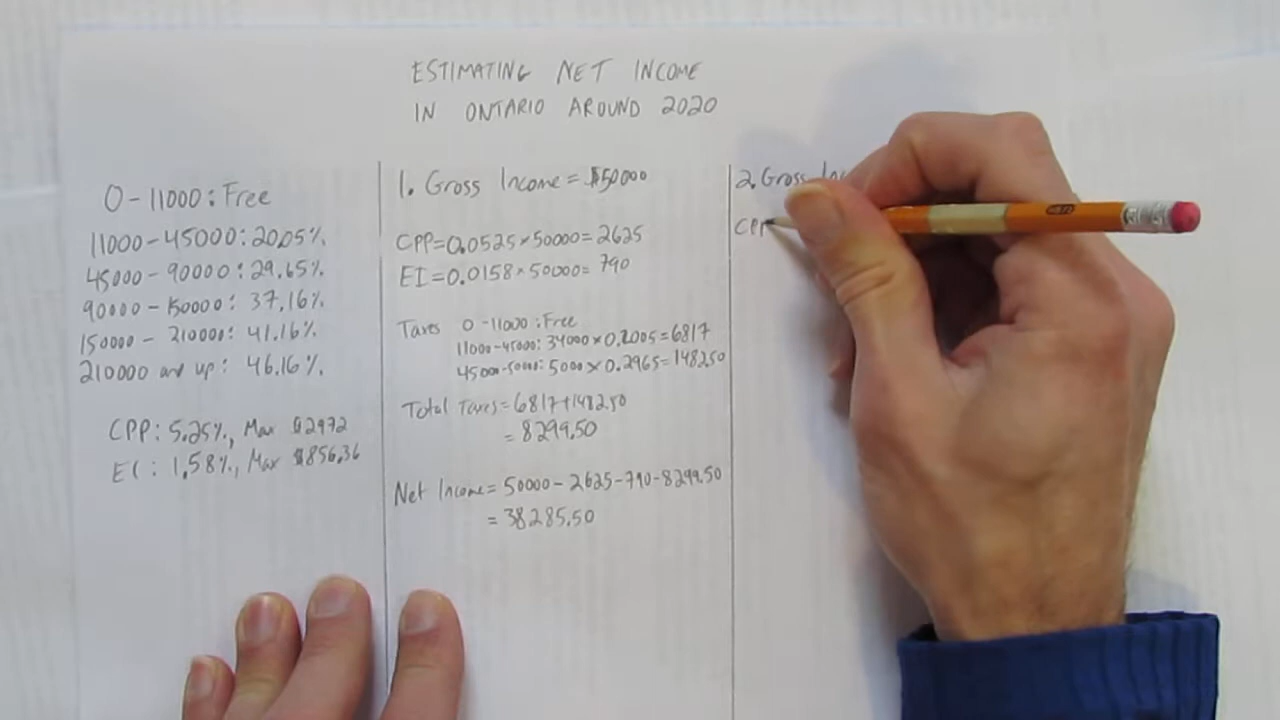 ESTIMATING NET INCOME
IN ONTARIO AROUND 2020
0-11000: Free
11000-45000: 20.05%
45000-90000: 29.65%
90000-150000: 37.16%
150000-210000: 41.16%
210000 and up: 46.16%
CPP: 5.25%, Max $2972
EI: 1.58%, Max $856.36
1. Gross Income = $50000
CPP=0.0525×50000=2625
EI=0.0158×50000=790
Taxes 0-11000: Free
11000-45000: 34000×0.2005=6817
45000-50000: 5000×0.2965=1482.50
Total Taxes=6817+1482.50
= 8299.50
Net Income= 50000-2625-790-8299.50
= 38285.50
2. Gross
CPP